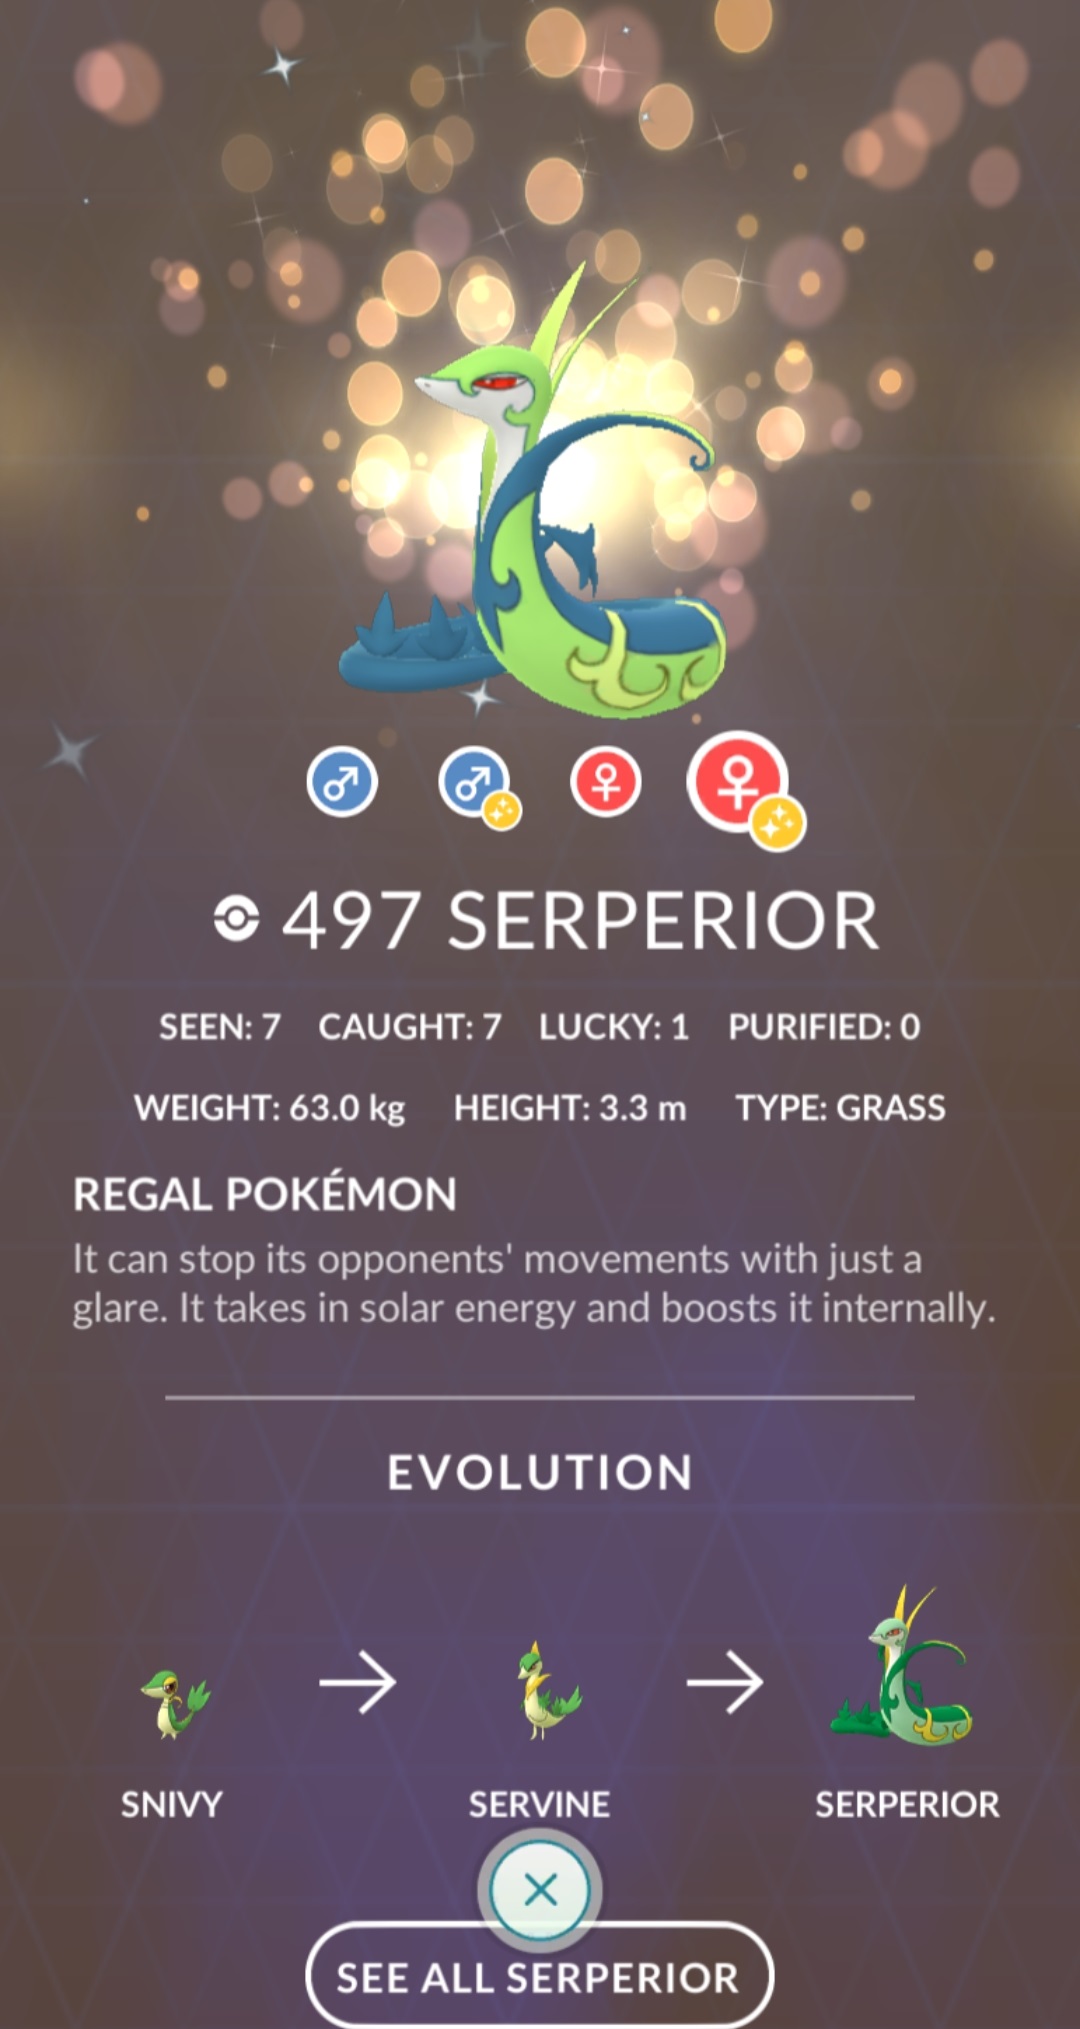 497 SERPERIOR
SEEN: 7 CAUGHT: 7 LUCKY: 1 PURIFIED: 0
WEIGHT: 63.0 kg HEIGHT: 3.3 m TYPE: GRASS
REGAL POKÉMON
It can stop its opponents' movements with just a
glare. It takes in solar energy and boosts it internally.
EVOLUTION
SNIVY SERVINE SERPERIOR
SEE ALL SERPERIOR